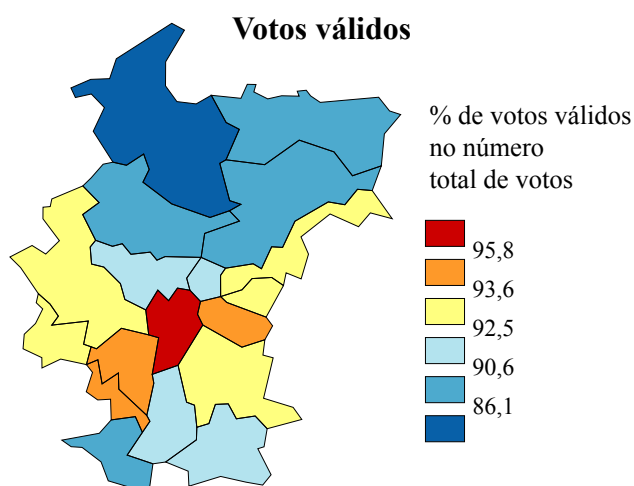 Votos válidos
% de votos válidos
no número
total de votos
95,8
93,6
92,5
90,6
86,1